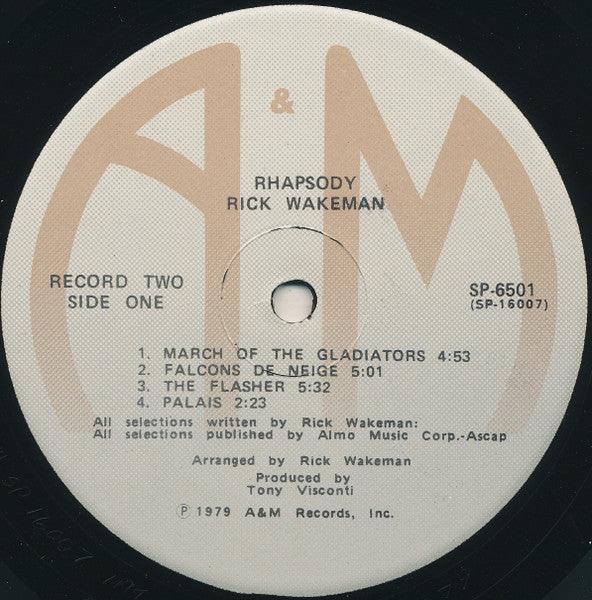 A & M
RHAPSODY
RICK WAKEMAN
RECORD TWO
SIDE ONE
SP-6501
(SP-16007)
1. MARCH OF THE GLADIATORS 4:53
2. FALCONS DE NEIGE 5:01
3. THE FLASHER 5:32
4. PALAIS 2:23
All selections written by Rick Wakeman:
All selections published by Almo Music Corp.-Ascap
Arranged by Rick Wakeman
Produced by
Tony Visconti
℗ 1979 A&M Records, Inc.
SP 16007